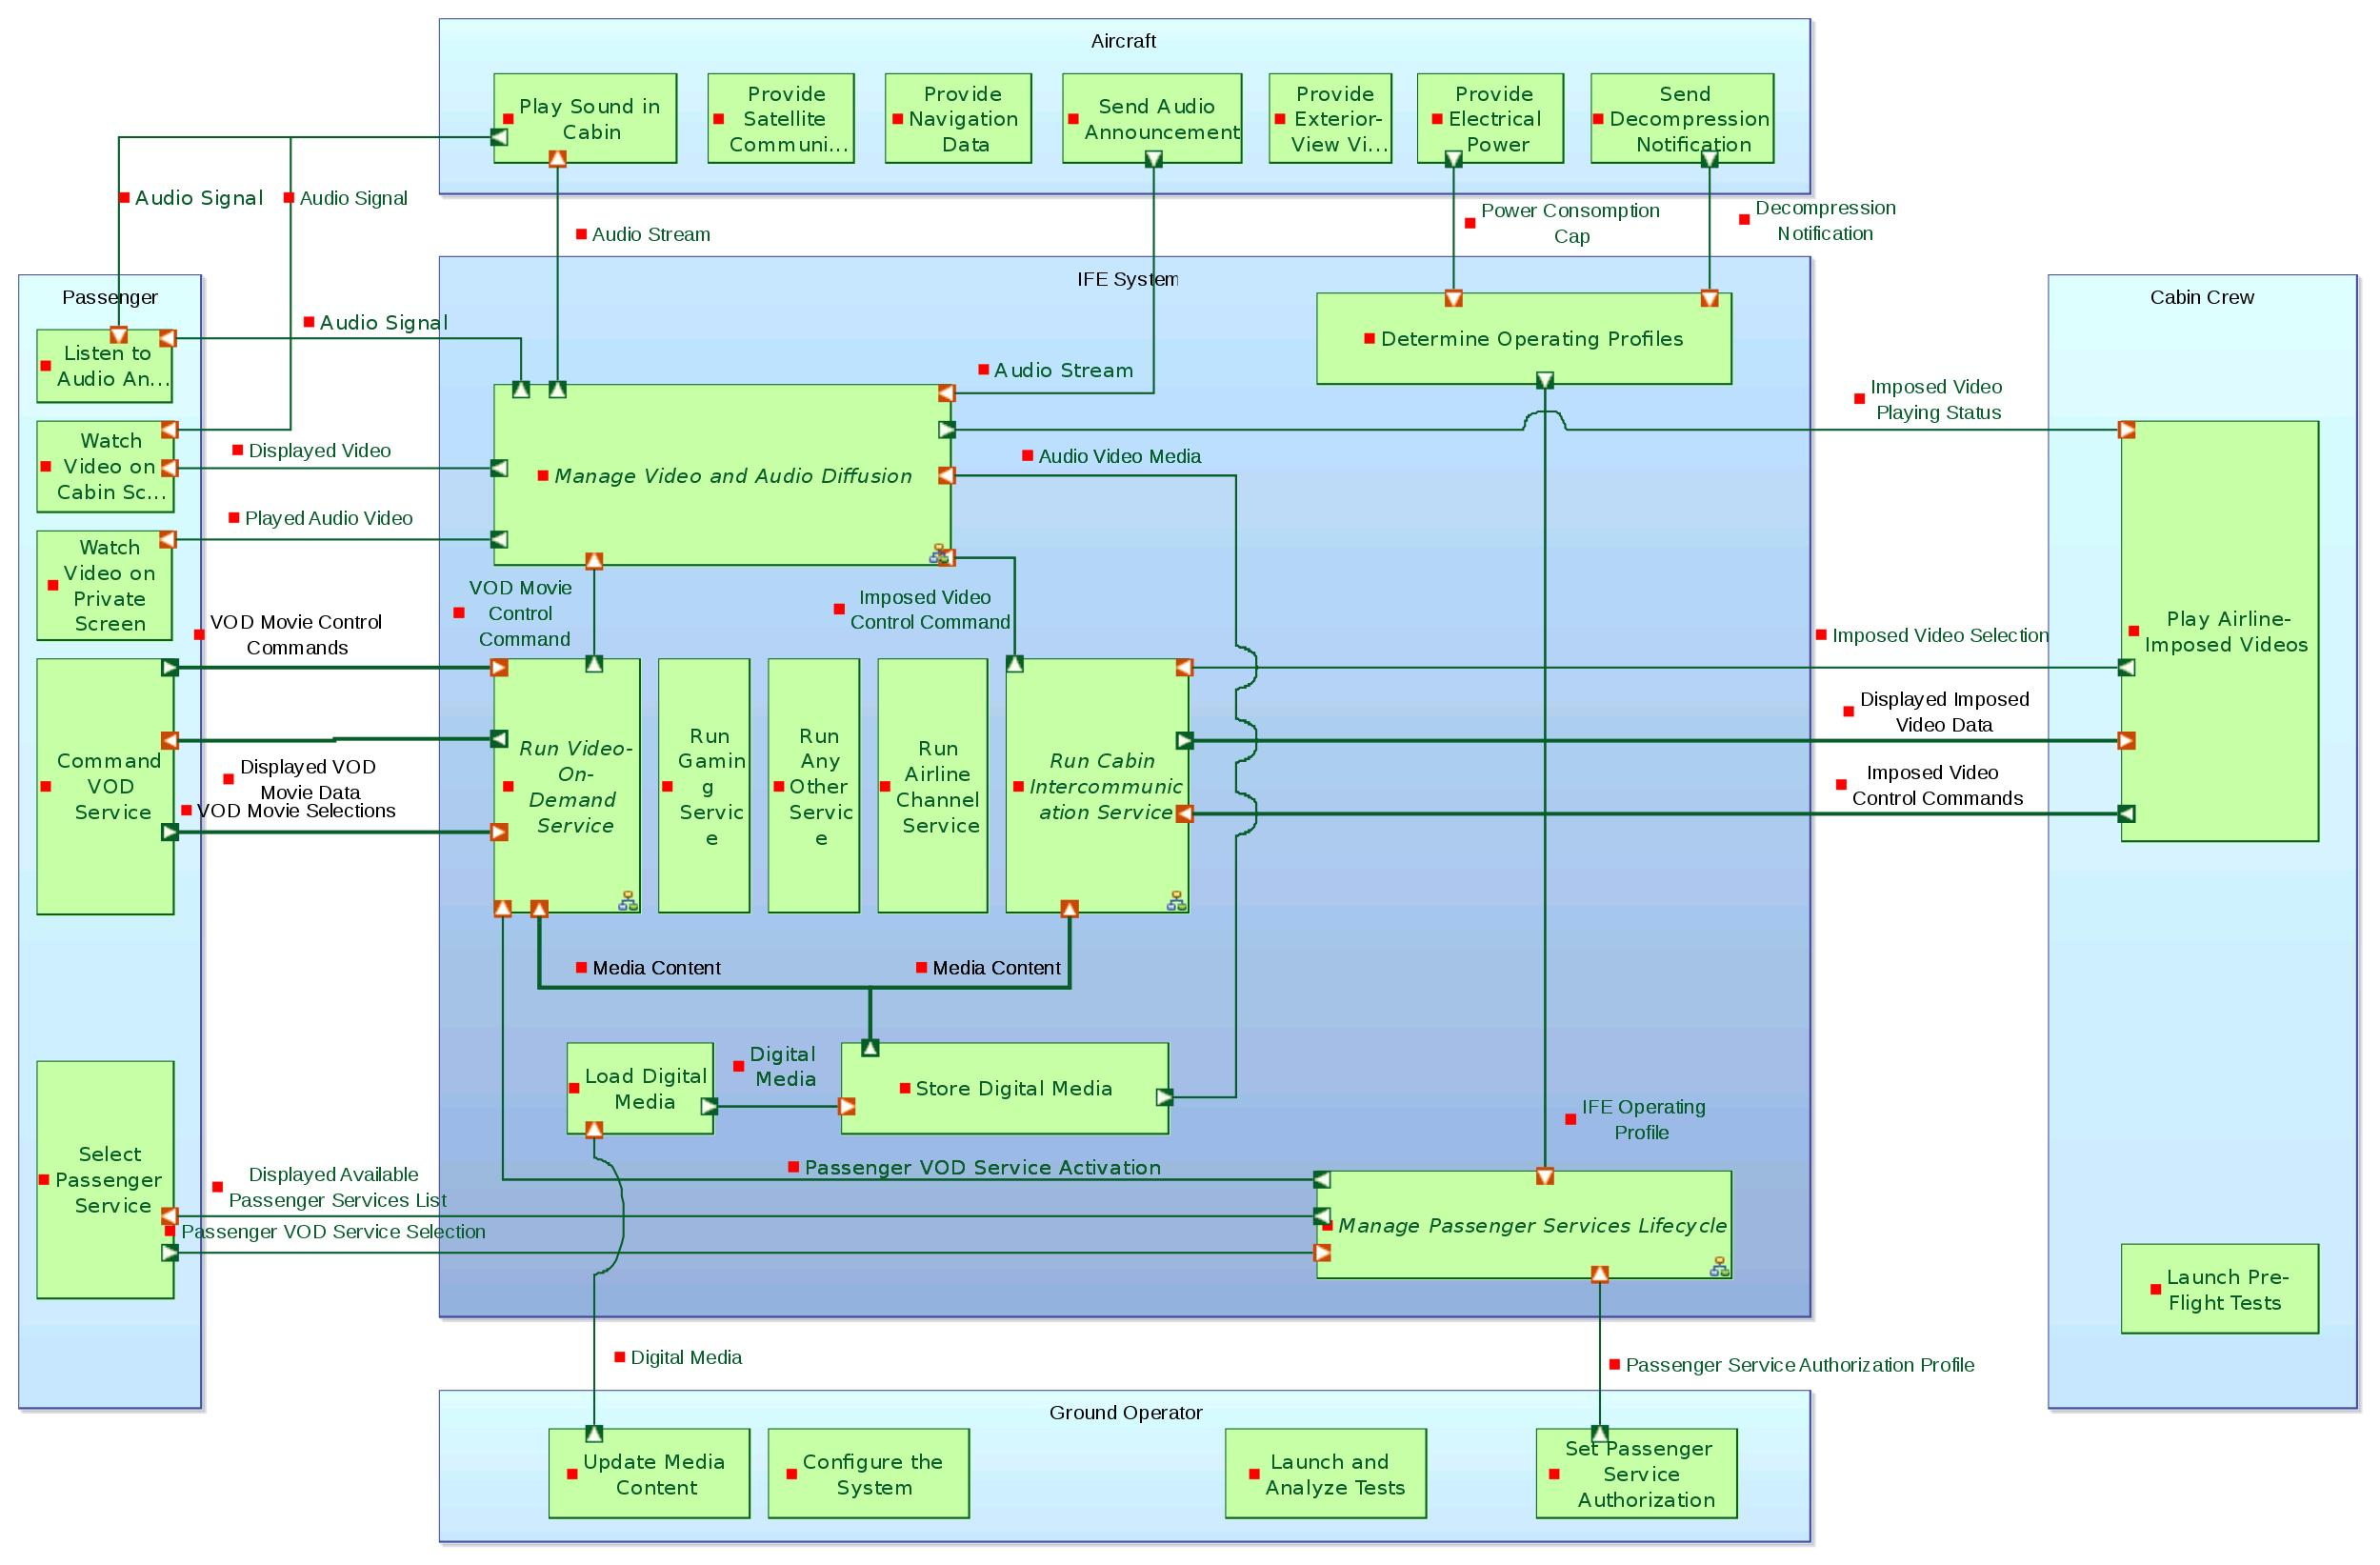 Aircraft
Play Sound in
Cabin
Provide
Satellite
Communi...
Provide
Navigation
Data
Send Audio
Announcement
Provide
Exterior-
View Vi...
Provide
Electrical
Power
Send
Decompression
Notification
Audio Signal
Audio Signal
Audio Stream
Power Consomption
Cap
Decompression
Notification
Passenger
IFE System
Cabin Crew
Listen to
Audio An...
Audio Signal
Determine Operating Profiles
Audio Stream
Imposed Video
Playing Status
Watch
Video on
Cabin Sc...
Displayed Video
Manage Video and Audio Diffusion
Audio Video Media
Played Audio Video
Watch
Video on
Private
Screen
VOD Movie Control
Commands
VOD Movie
Control
Command
Imposed Video
Control Command
Imposed Video Selection
Play Airline-
Imposed Videos
Command
VOD
Service
Displayed VOD
Movie Data
VOD Movie Selections
Run Video-
On-
Demand
Service
Run
Gamin
g
Servic
e
Run
Any
Other
Servic
e
Run
Airline
Channel
Service
Run Cabin
Intercommunic
ation Service
Displayed Imposed
Video Data
Imposed Video
Control Commands
Media Content
Media Content
Load Digital
Media
Digital
Media
Store Digital Media
IFE Operating
Profile
Select
Passenger
Service
Displayed Available
Passenger Services List
Passenger VOD Service Selection
Passenger VOD Service Activation
Manage Passenger Services Lifecycle
Launch Pre-
Flight Tests
Digital Media
Passenger Service Authorization Profile
Ground Operator
Update Media
Content
Configure the
System
Launch and
Analyze Tests
Set Passenger
Service
Authorization